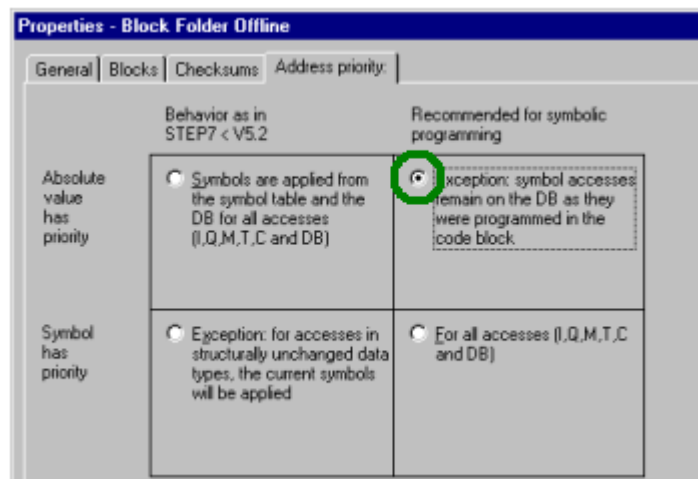 Properties - Block Folder Offline
General Blocks Checksums Address priority:
Behavior as in
STEP7 < V5.2
Recommended for symbolic
programming
Absolute
value
has
priority
Symbols are applied from
the symbol table and the
DB for all accesses
(I,Q,M,T,C and DB)
Exception: symbol accesses
remain on the DB as they
were programmed in the
code block
Symbol
has
priority
Exception: for accesses in
structurally unchanged data
types, the current symbols
will be applied
For all accesses (I,Q,M,T,C
and DB)